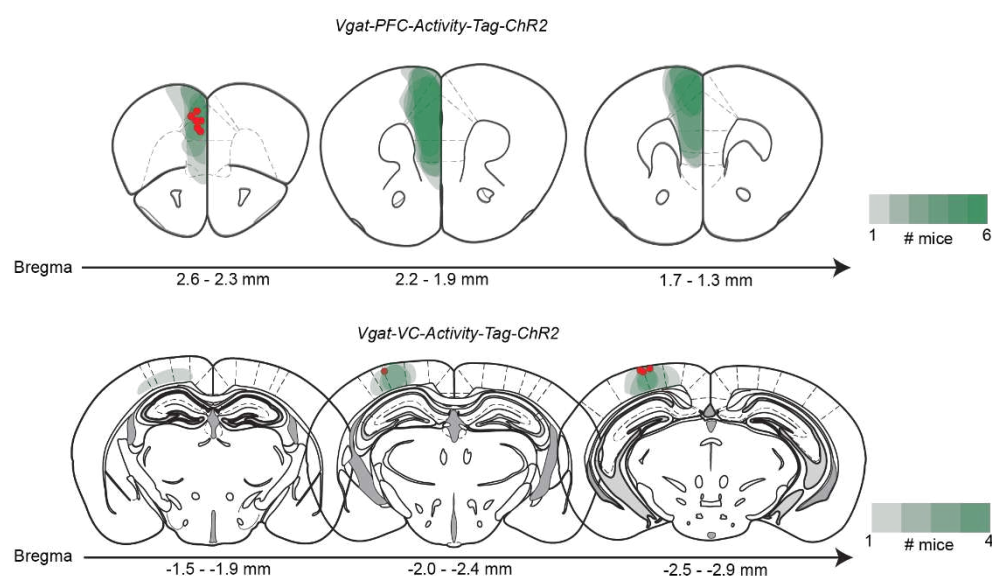 Vgat-PFC-Activity-Tag-ChR2
1 6
# mice
Bregma
2.6 - 2.3 mm 2.2 - 1.9 mm 1.7 - 1.3 mm
Vgat-VC-Activity-Tag-ChR2
1 4
# mice
Bregma
-1.5 - -1.9 mm -2.0 - -2.4 mm -2.5 - -2.9 mm